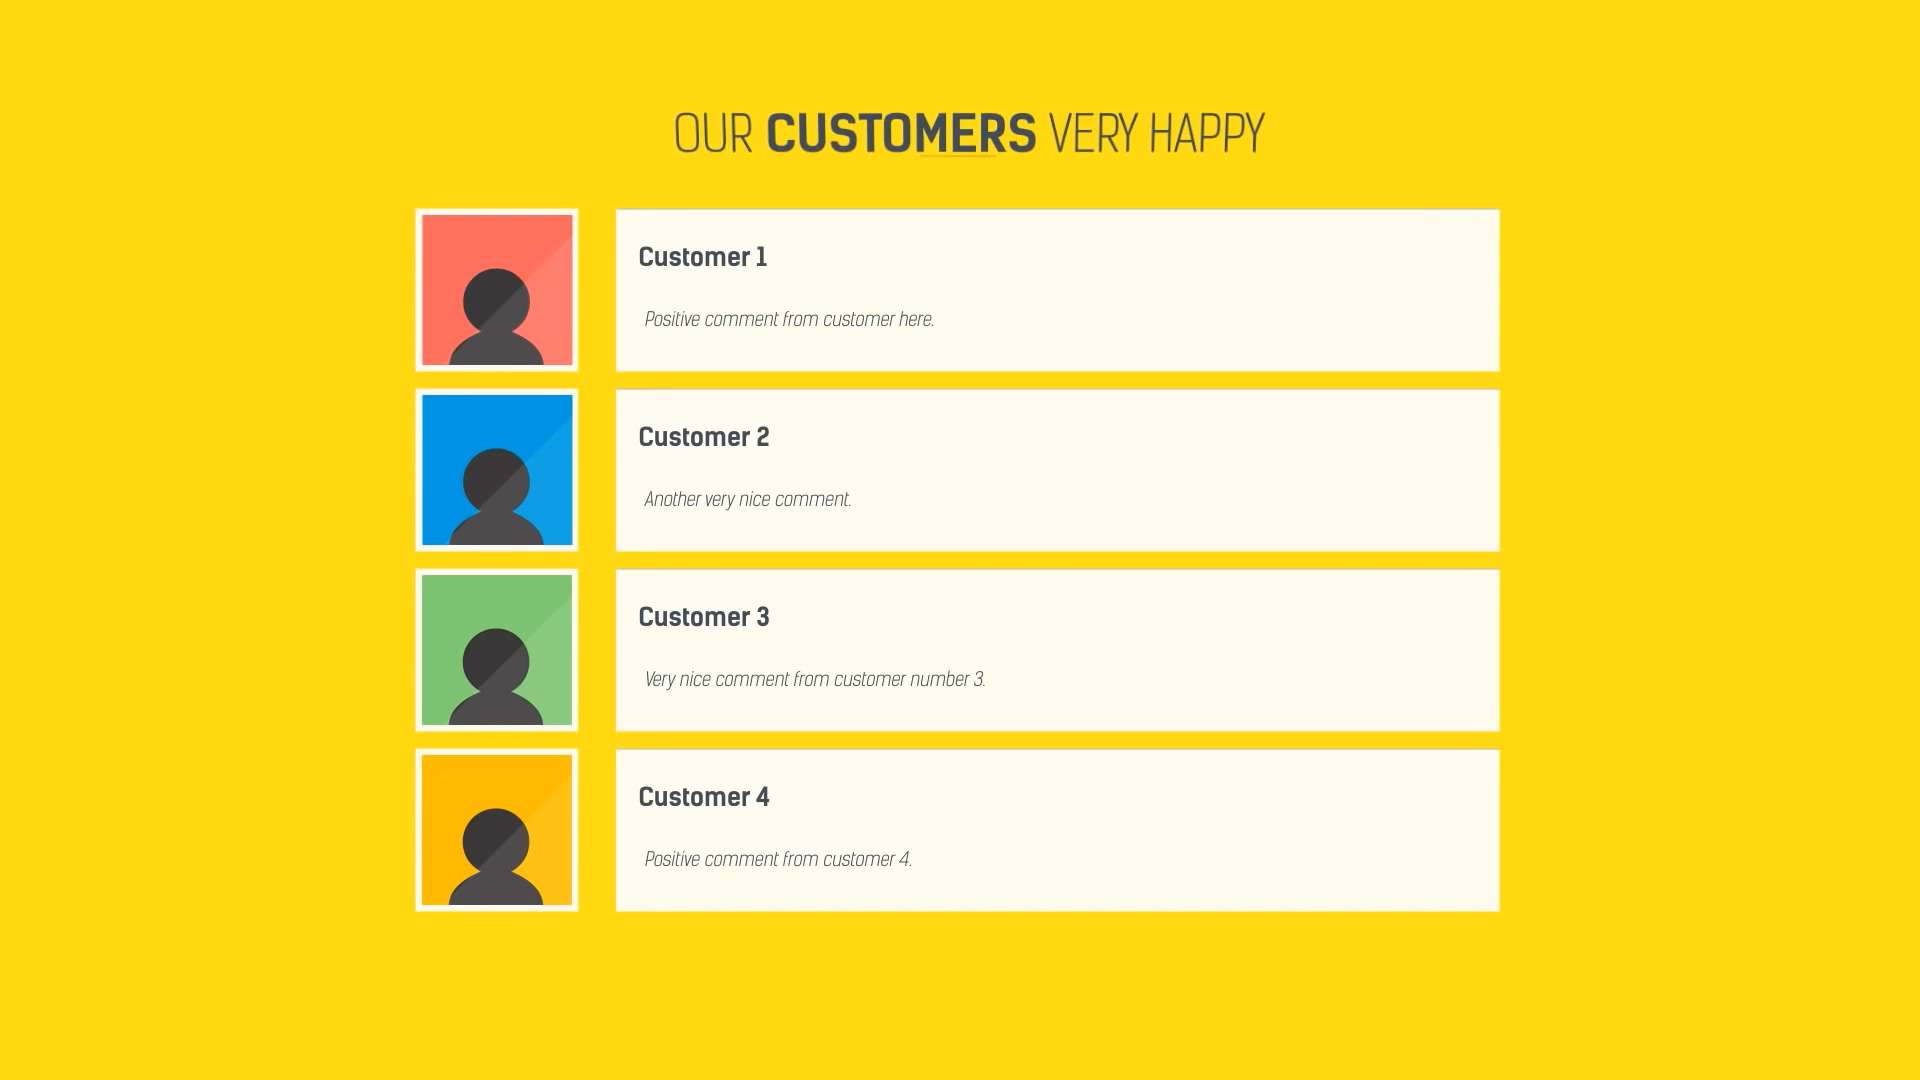 OUR CUSTOMERS VERY HAPPY
Customer 1
Positive comment from customer here.
Customer 2
Another very nice comment.
Customer 3
Very nice comment from customer number 3.
Customer 4
Positive comment from customer 4.